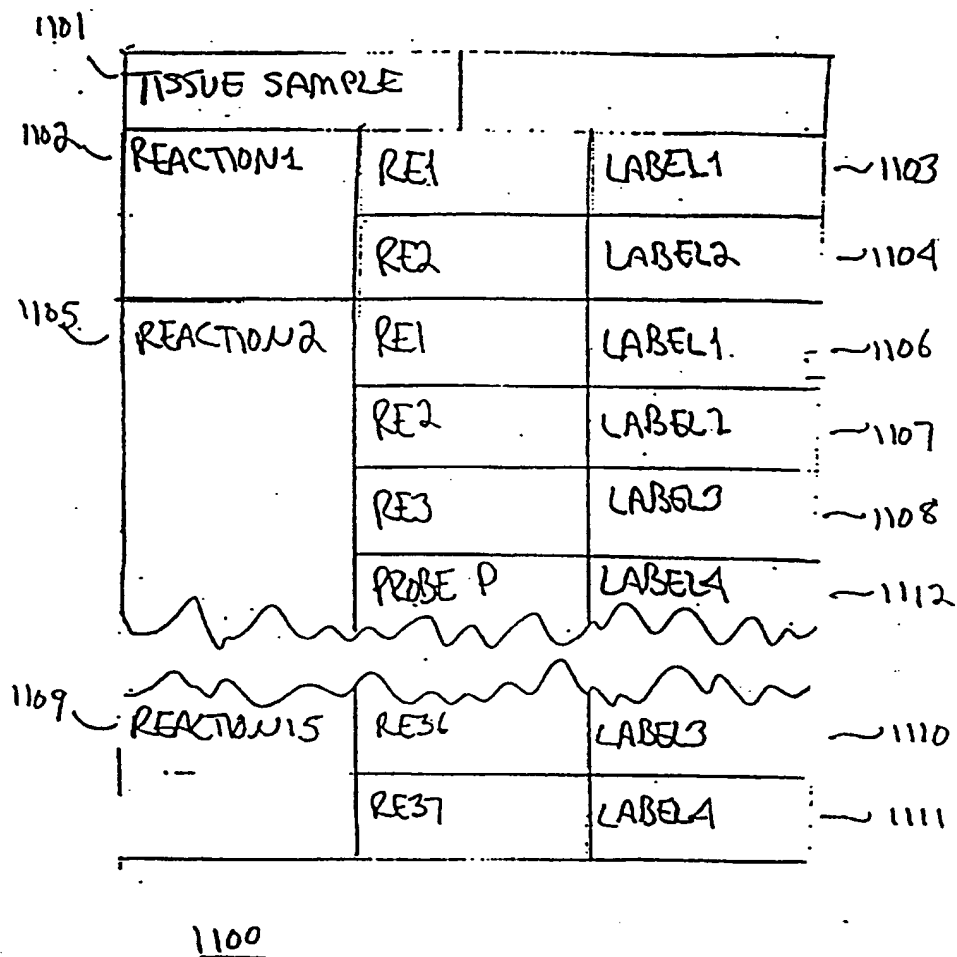 1101
TISSUE SAMPLE
1102 REACTION1 RE1 LABEL1 1103
RE2 LABEL2 1104
1105 REACTION2 RE1 LABEL1. 1106
RE2 LABEL2 1107
RE3 LABEL3 1108
PROBE P LABEL4 1112
1109 REACTION15 RE36 LABEL3 1110
RE37 LABEL4 1111
1100